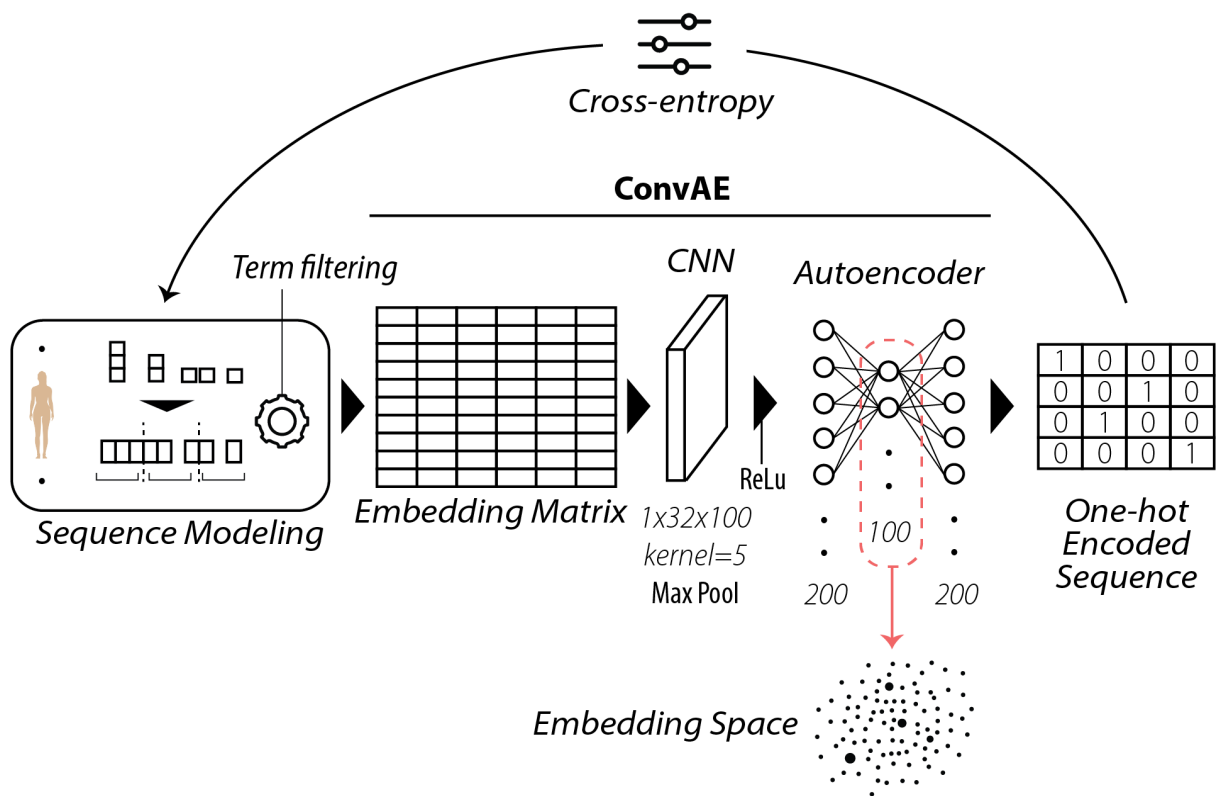 Cross-entropy
ConvAE
Term filtering
CNN
Autoencoder
Sequence Modeling
Embedding Matrix
1x32x100
kernel=5
Max Pool
ReLu
100
200
200
1 0 0 0
0 0 1 0
0 1 0 0
0 0 0 1
One-hot
Encoded
Sequence
Embedding Space